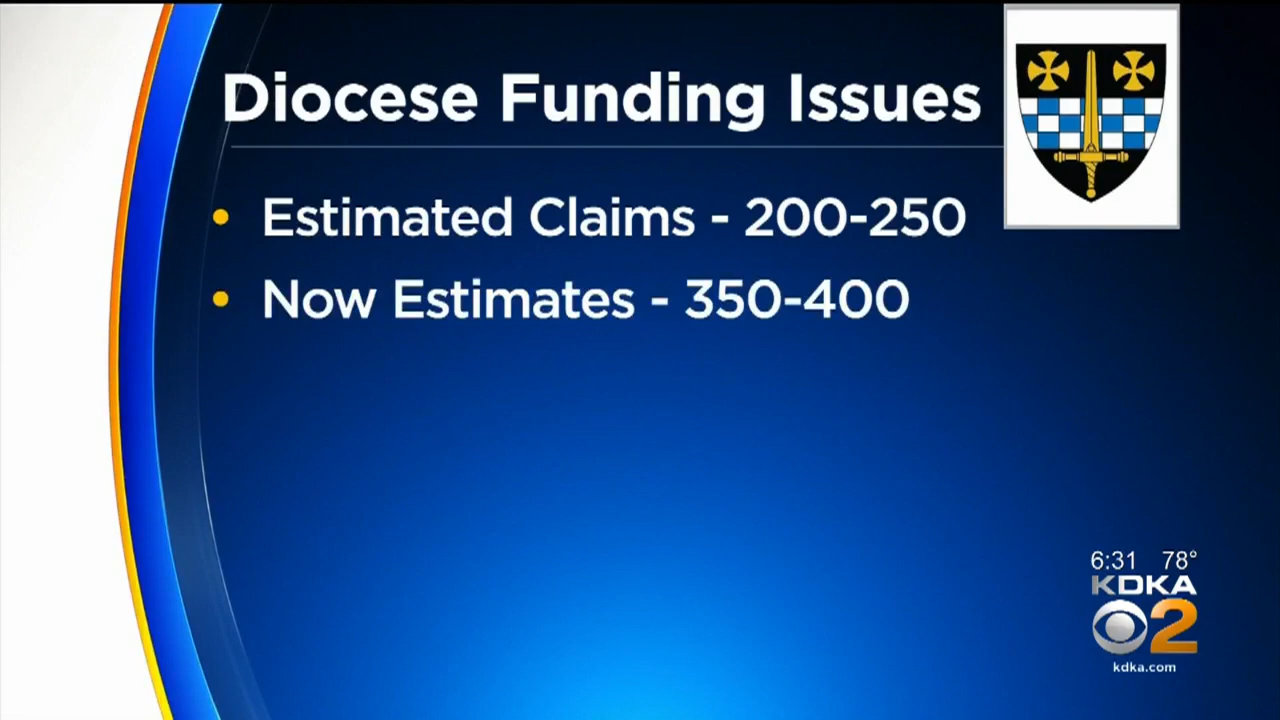 Diocese Funding Issues
• Estimated Claims - 200-250
• Now Estimates - 350-400
6:31 78°
KDKA
2
kdka.com